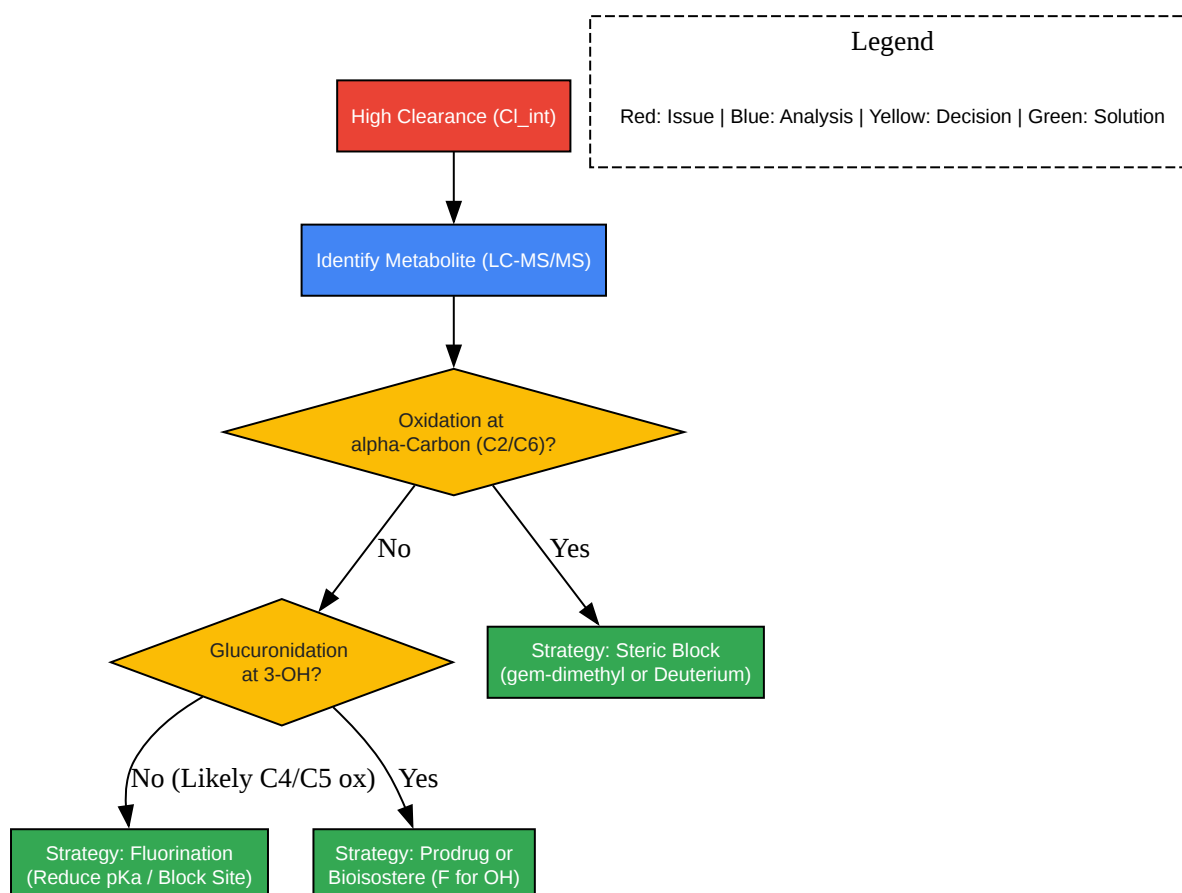 Legend
High Clearance (Cl_int)
Red: Issue | Blue: Analysis | Yellow: Decision | Green: Solution
Identify Metabolite (LC-MS/MS)
Oxidation at
alpha-Carbon (C2/C6)?
No
Yes
Glucuronidation
at 3-OH?
Strategy: Steric Block
(gem-dimethyl or Deuterium)
No (Likely C4/C5 ox)
Yes
Strategy: Fluorination
(Reduce pKa / Block Site)
Strategy: Prodrug or
Bioisostere (F for OH)